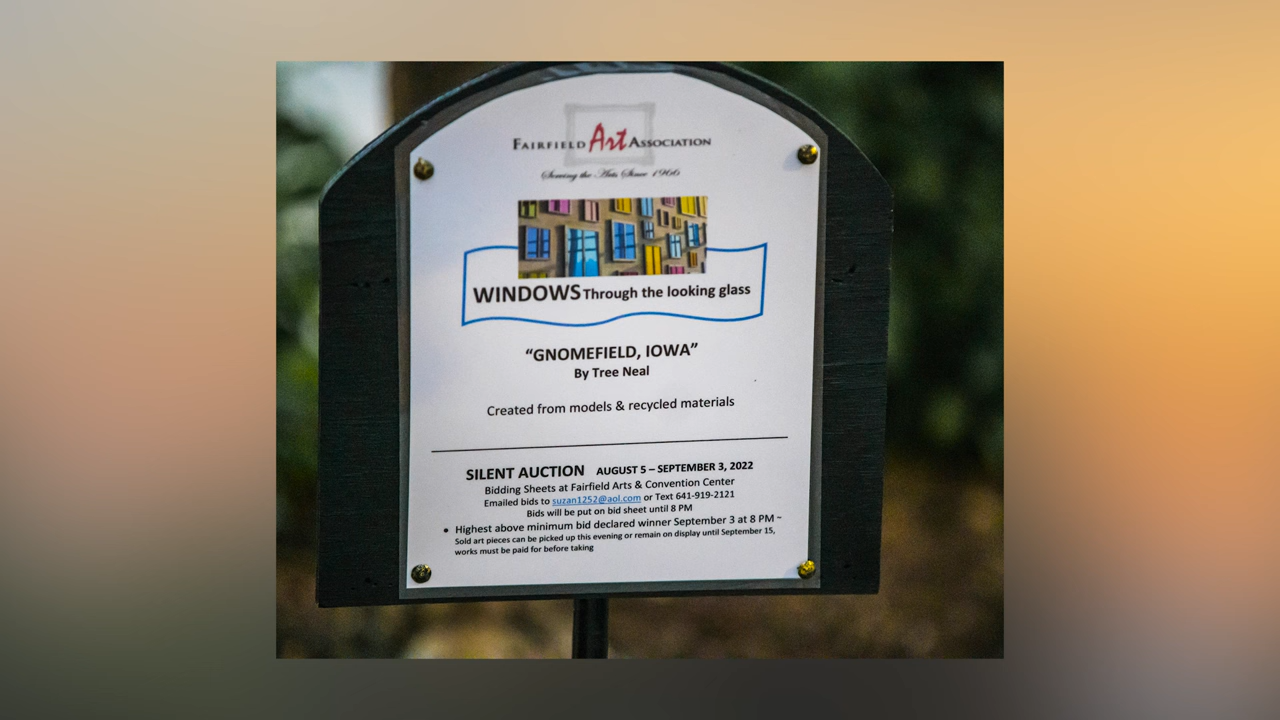 FAIRFIELD Art ASSOCIATION
Serving the Arts Since 1966
WINDOWS Through the looking glass
“GNOMEFIELD, IOWA”
By Tree Neal
Created from models & recycled materials
SILENT AUCTION AUGUST 5 – SEPTEMBER 3, 2022
Bidding Sheets at Fairfield Arts & Convention Center
Emailed bids to suzan1252@aol.com or Text 641-919-2121
Bids will be put on bid sheet until 8 PM
• Highest above minimum bid declared winner September 3 at 8 PM ~
Sold art pieces can be picked up this evening or remain on display until September 15,
works must be paid for before taking